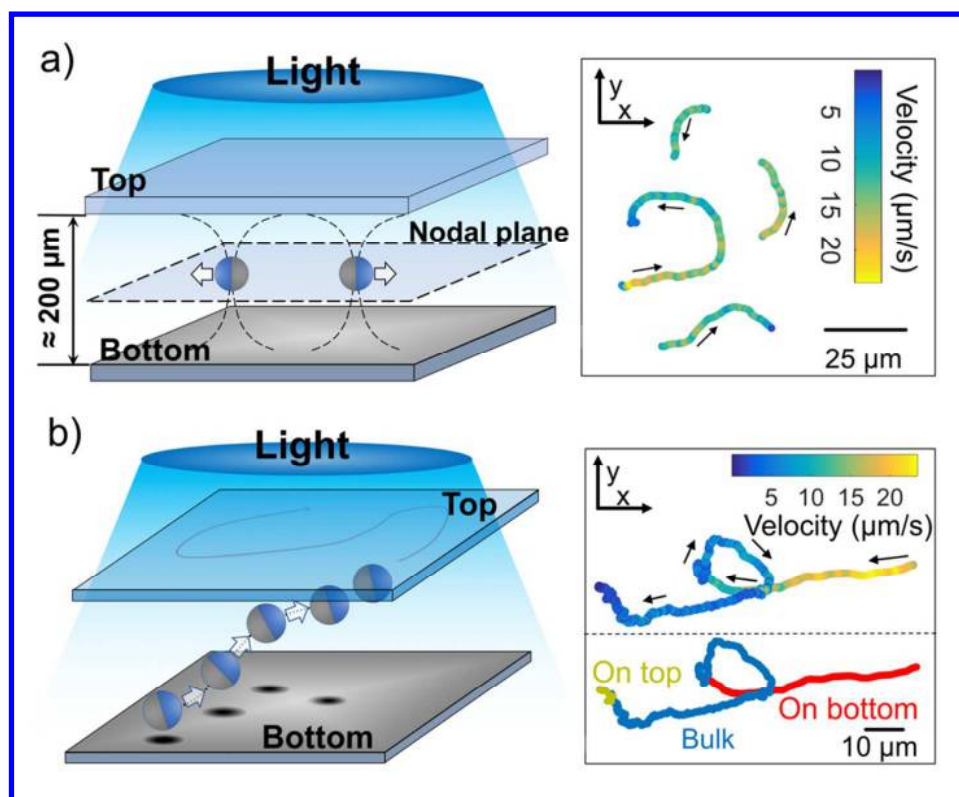 a)
Light
Top
Nodal plane
≈ 200 µm
Bottom
y
x
5
10
15
20
Velocity (µm/s)
25 µm
b)
Light
Top
Bottom
y
x
5 10 15 20
Velocity (µm/s)
On top
Bulk
On bottom
10 µm